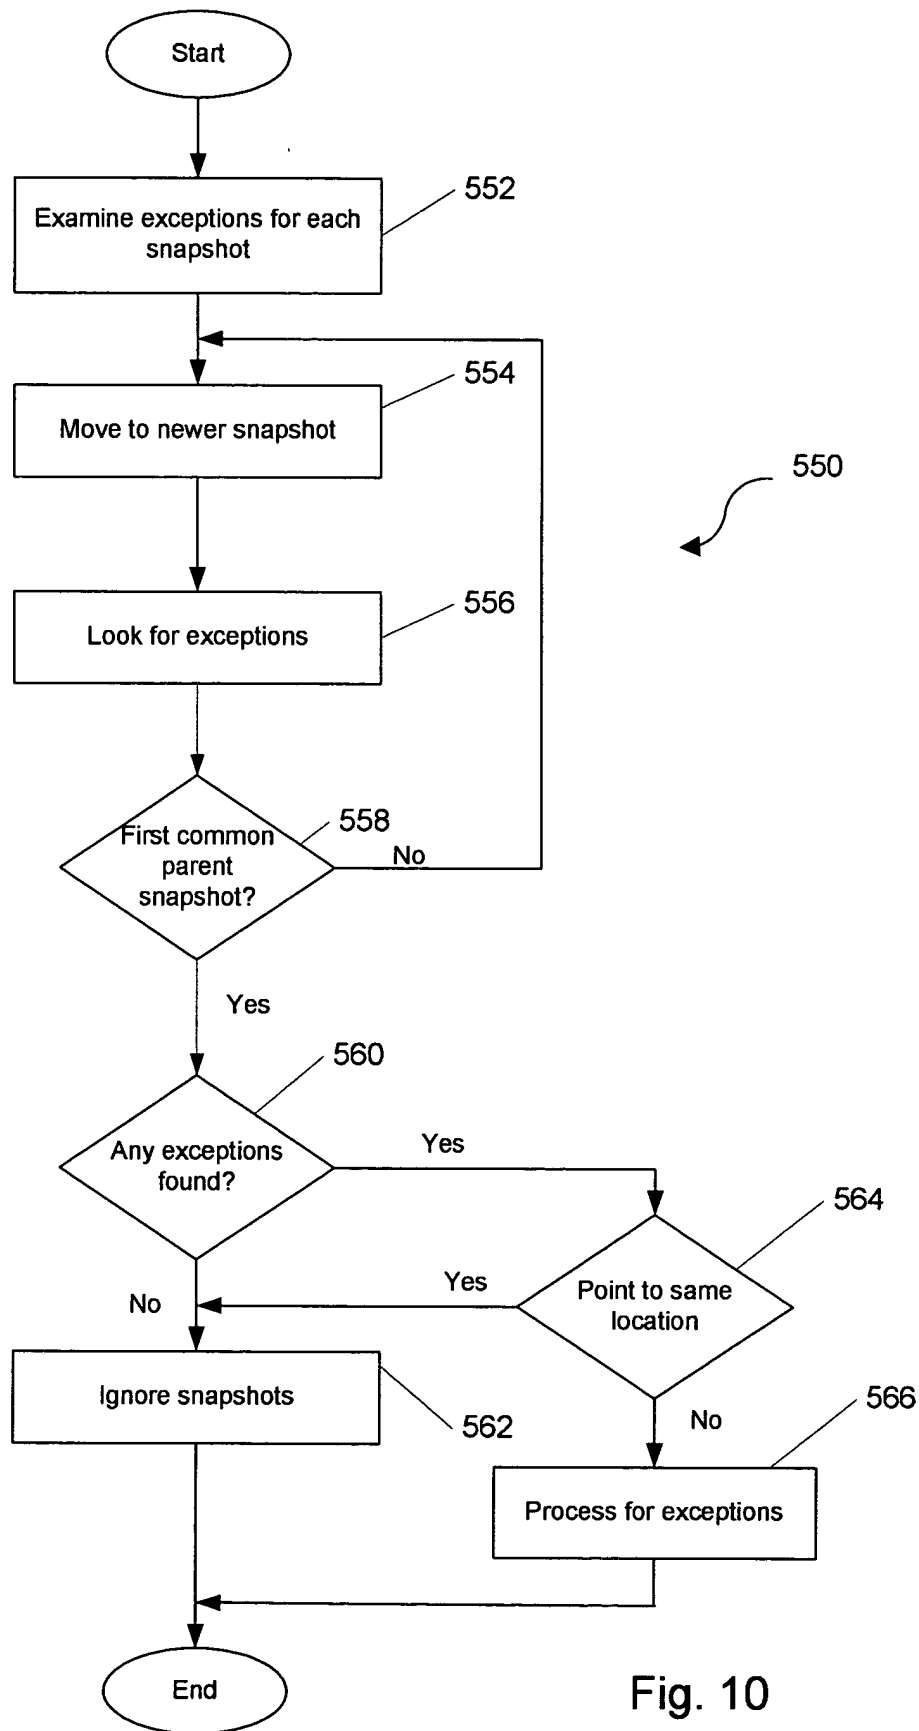 Start
552
Examine exceptions for each
snapshot
554
Move to newer snapshot
550
556
Look for exceptions
558
First common
parent
snapshot?
No
Yes
560
Any exceptions
found?
Yes
564
Point to same
location
Yes
No
Ignore snapshots
562
No
566
Process for exceptions
End
Fig. 10